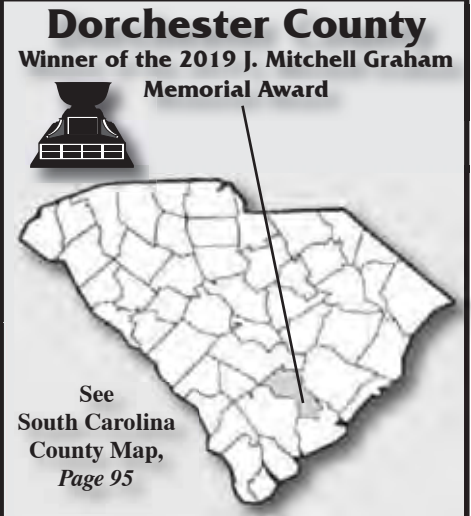 Dorchester County
Winner of the 2019 J. Mitchell Graham
Memorial Award
See
South Carolina
County Map,
Page 95